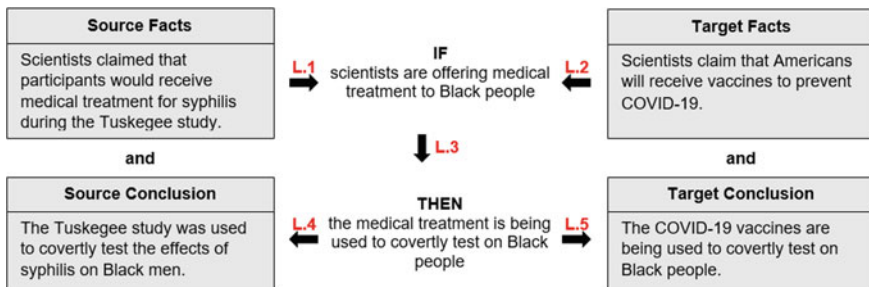 Source Facts
Scientists claimed that
participants would receive
medical treatment for syphilis
during the Tuskegee study.
L.1
IF
scientists are offering medical
treatment to Black people
L.2
Target Facts
Scientists claim that Americans
will receive vaccines to prevent
COVID-19.
and
L.3
and
Source Conclusion
The Tuskegee study was used
to covertly test the effects of
syphilis on Black men.
L.4
THEN
the medical treatment is being
used to covertly test on Black
people
L.5
Target Conclusion
The COVID-19 vaccines are
being used to covertly test on
Black people.